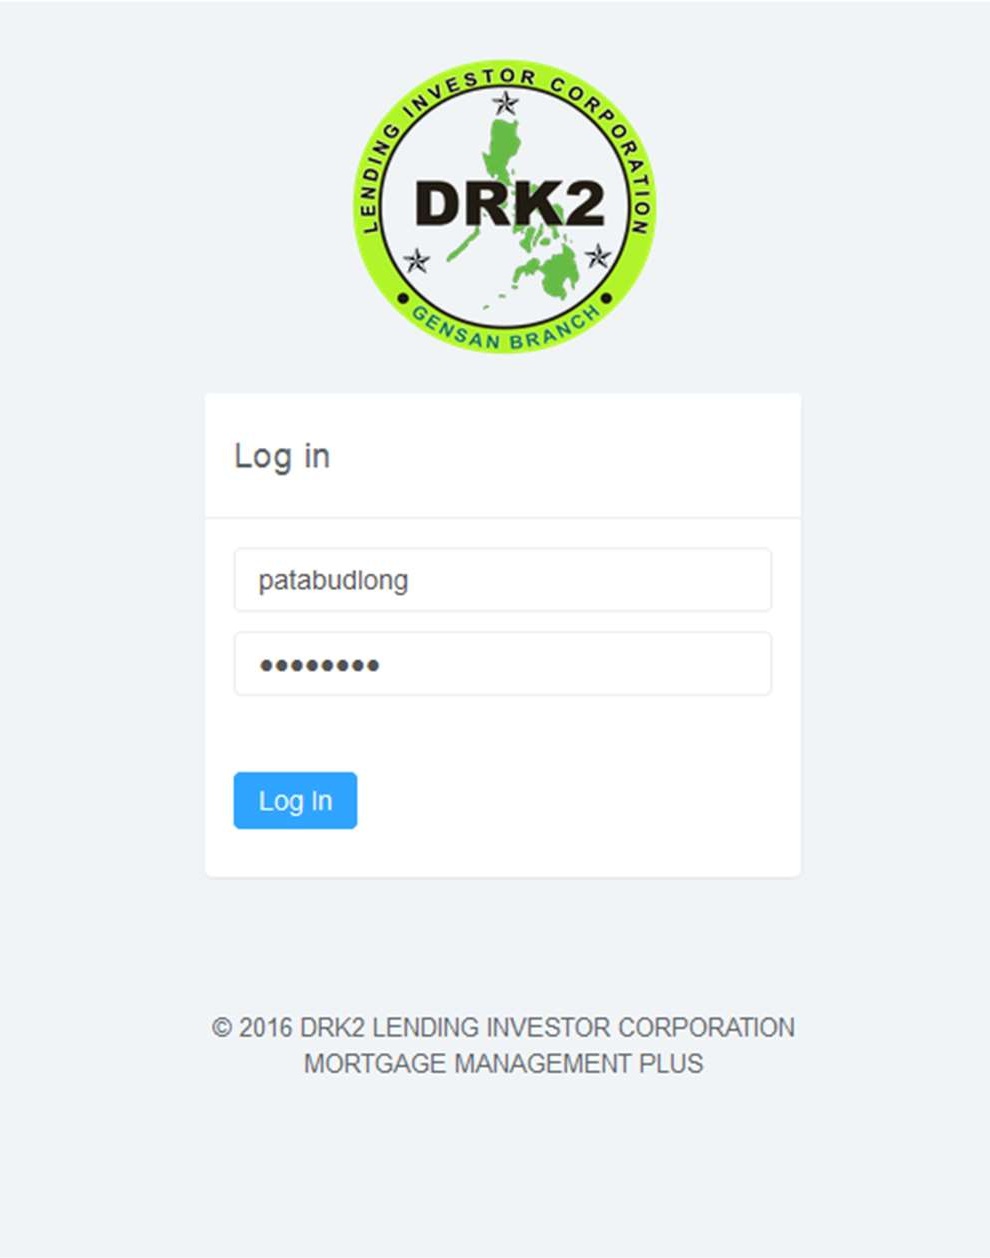 LENDING INVESTOR CORPORATION
DRK2
GENSAN BRANCH
Log in
patabudlong
••••••••
Log In
© 2016 DRK2 LENDING INVESTOR CORPORATION
MORTGAGE MANAGEMENT PLUS